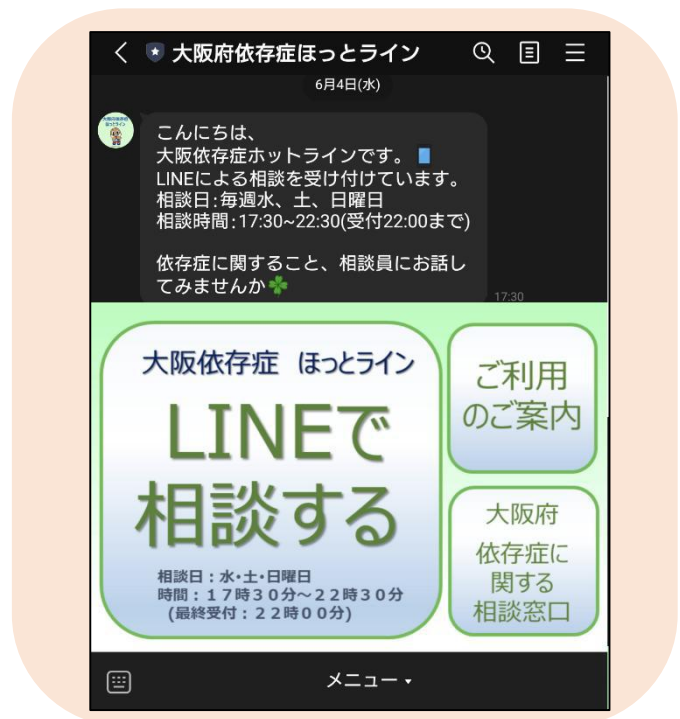 大阪府依存症ほっとライン
6月4日(水)
こんにちは、
大阪依存症ホットラインです。
LINEによる相談を受け付けています。
相談日:毎週水、土、日曜日
相談時間:17:30~22:30(受付22:00まで)
依存症に関すること、相談員にお話し
てみませんか🍀
17:30
大阪依存症 ほっとライン
LINEで
相談する
相談日：水・土・日曜日
時間：１７時３０分～２２時３０分
(最終受付：２２時００分)
ご利用
のご案内
大阪府
依存症に
関する
相談窓口
メニュー▼